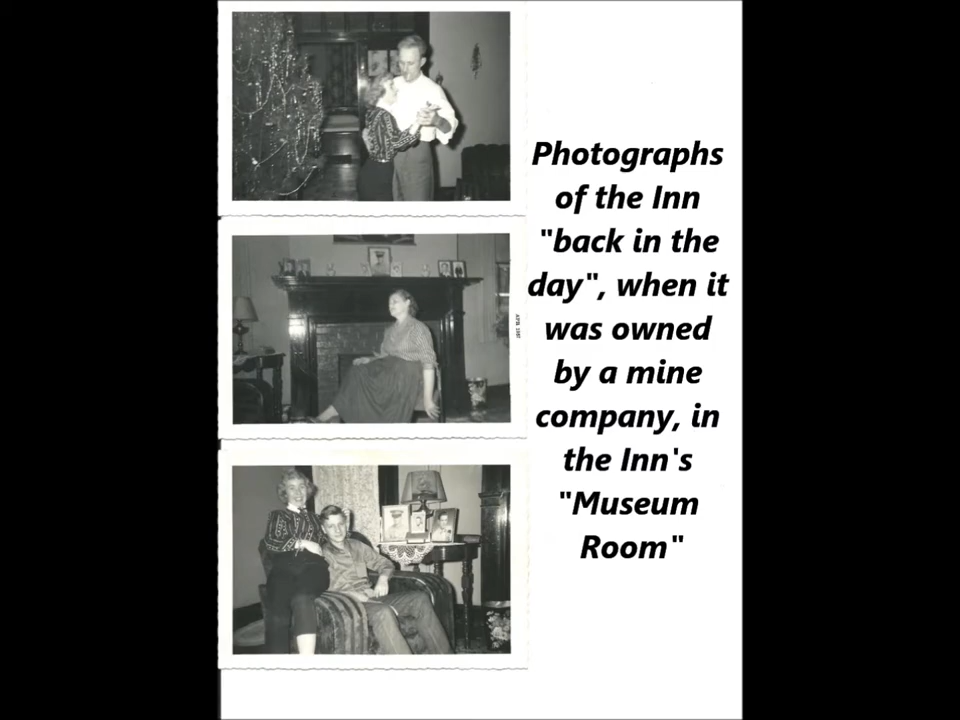 Photographs
of the Inn
"back in the
day", when it
was owned
by a mine
company, in
the Inn's
"Museum
Room"